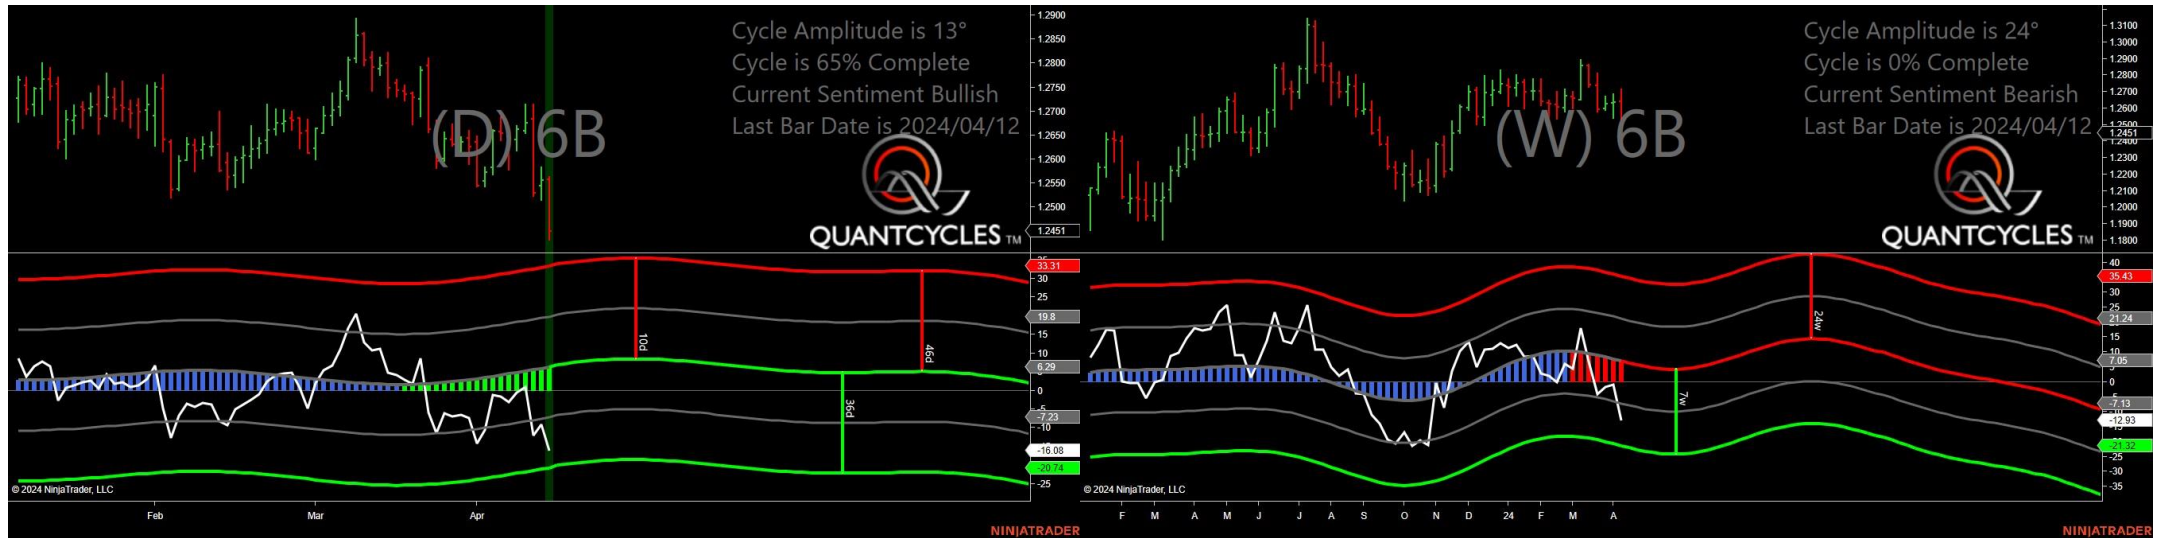 Cycle Amplitude is 13°
Cycle is 65% Complete
Current Sentiment Bullish
Last Bar Date is 2024/04/12
(D) 6B
QUANTCYCLES TM
1.2900
1.2850
1.2800
1.2750
1.2700
1.2650
1.2600
1.2550
1.2500
1.2451
33.31
30
25
19.8
15
10
6.29
0
-7.23
-10
-16.08
-20.74
-25
10d
36d
46d
© 2024 NinjaTrader, LLC
Feb Mar Apr
NINJATRADER
Cycle Amplitude is 24°
Cycle is 0% Complete
Current Sentiment Bearish
Last Bar Date is 2024/04/12
(W) 6B
QUANTCYCLES TM
1.3100
1.3000
1.2900
1.2800
1.2700
1.2600
1.2451
1.2300
1.2200
1.2100
1.2000
1.1900
1.1800
40
35.43
30
25
21.24
15
10
7.05
0
-7.13
-12.93
-21.32
-25
-30
-35
24w
7w
© 2024 NinjaTrader, LLC
F M A M J J A S O N D 24 F M A
NINJATRADER